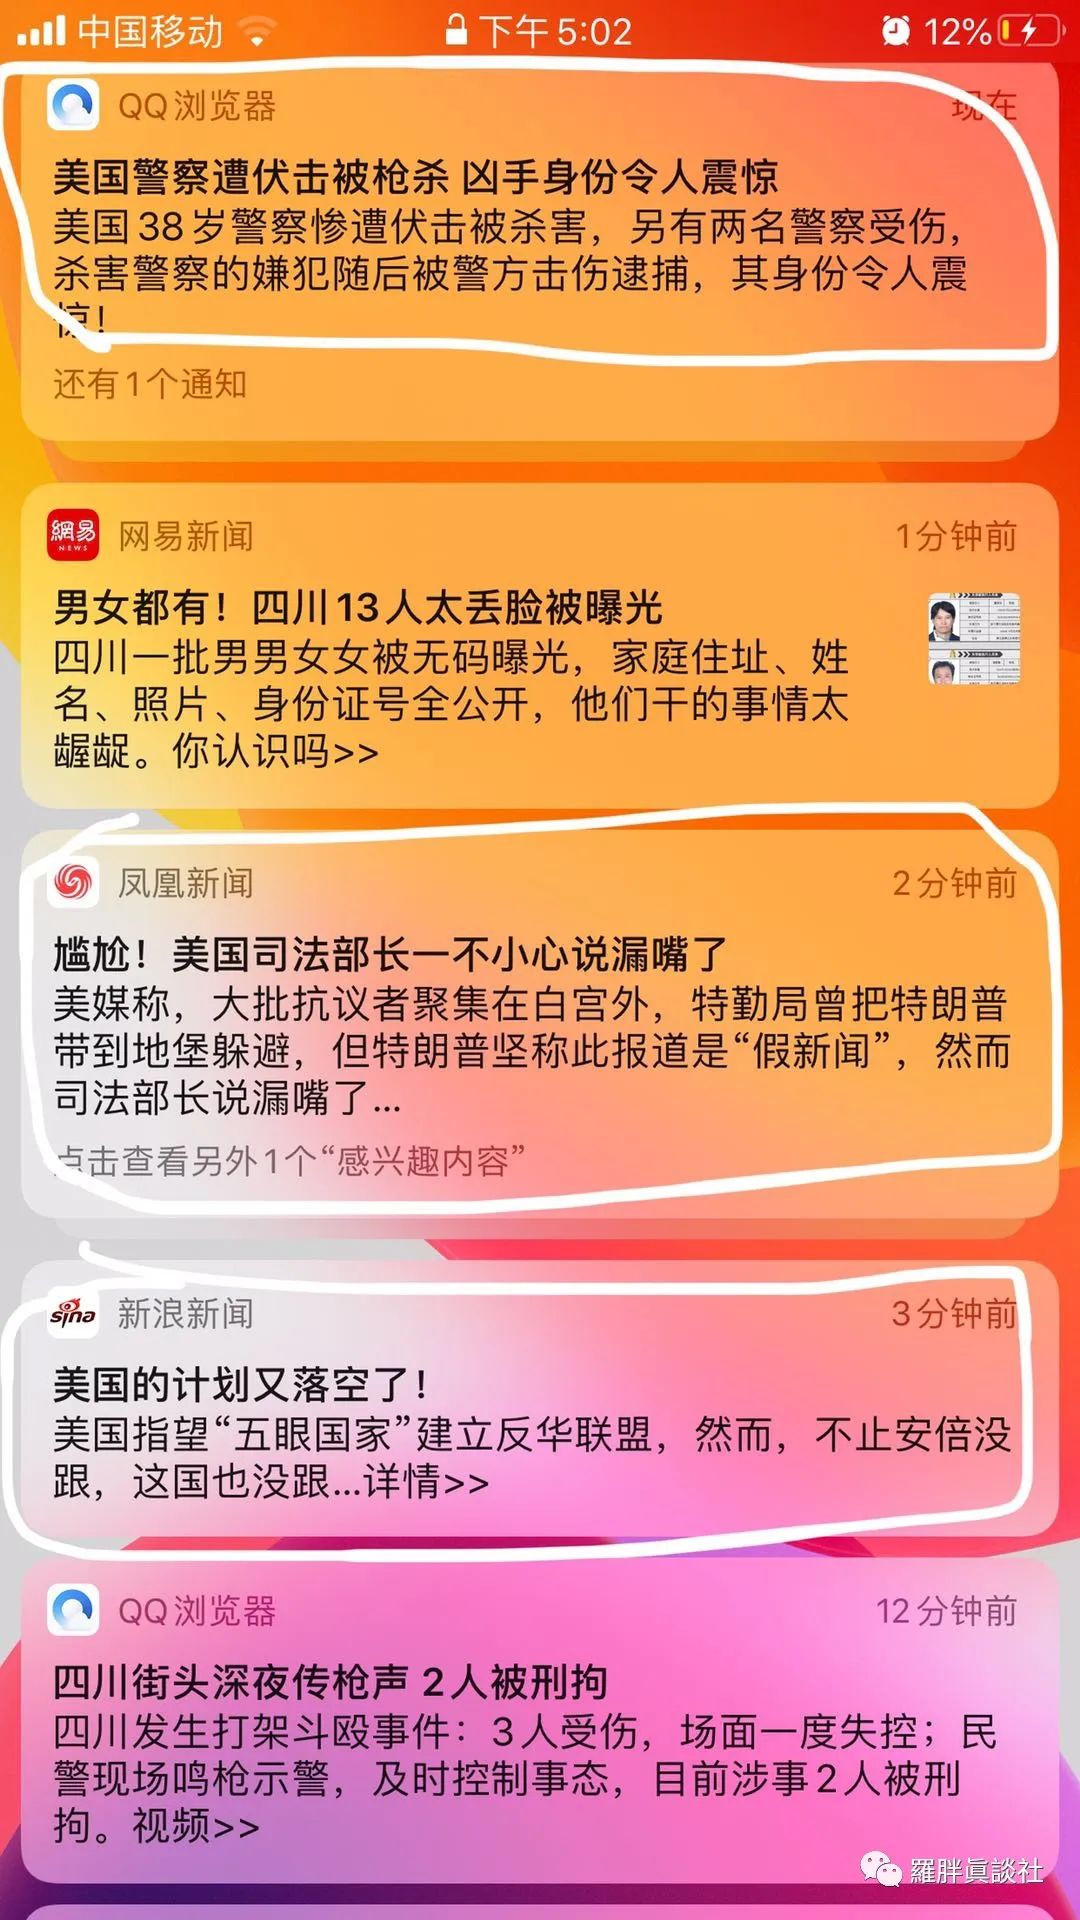 中国移动 下午5:02 12%
QQ浏览器 现在
美国警察遭伏击被枪杀 凶手身份令人震惊
美国38岁警察惨遭伏击被杀害，另有两名警察受伤，
杀害警察的嫌犯随后被警方击伤逮捕，其身份令人震
惊！
还有1个通知
網易
NEWS
网易新闻 1分钟前
男女都有！四川13人太丢脸被曝光
四川一批男男女女被无码曝光，家庭住址、姓
名、照片、身份证号全公开，他们干的事情太
龌龊。你认识吗>>
凤凰新闻 2分钟前
尴尬！美国司法部长一不小心说漏嘴了
美媒称，大批抗议者聚集在白宫外，特勤局曾把特朗普
带到地堡躲避，但特朗普坚称此报道是“假新闻”，然而
司法部长说漏嘴了...
点击查看另外1个“感兴趣内容”
sina
新浪新闻 3分钟前
美国的计划又落空了！
美国指望“五眼国家”建立反华联盟，然而，不止安倍没
跟，这国也没跟...详情>>
QQ浏览器 12分钟前
四川街头深夜传枪声 2人被刑拘
四川发生打架斗殴事件：3人受伤，场面一度失控；民
警现场鸣枪示警，及时控制事态，目前涉事2人被刑
拘。视频>>
羅胖眞談社